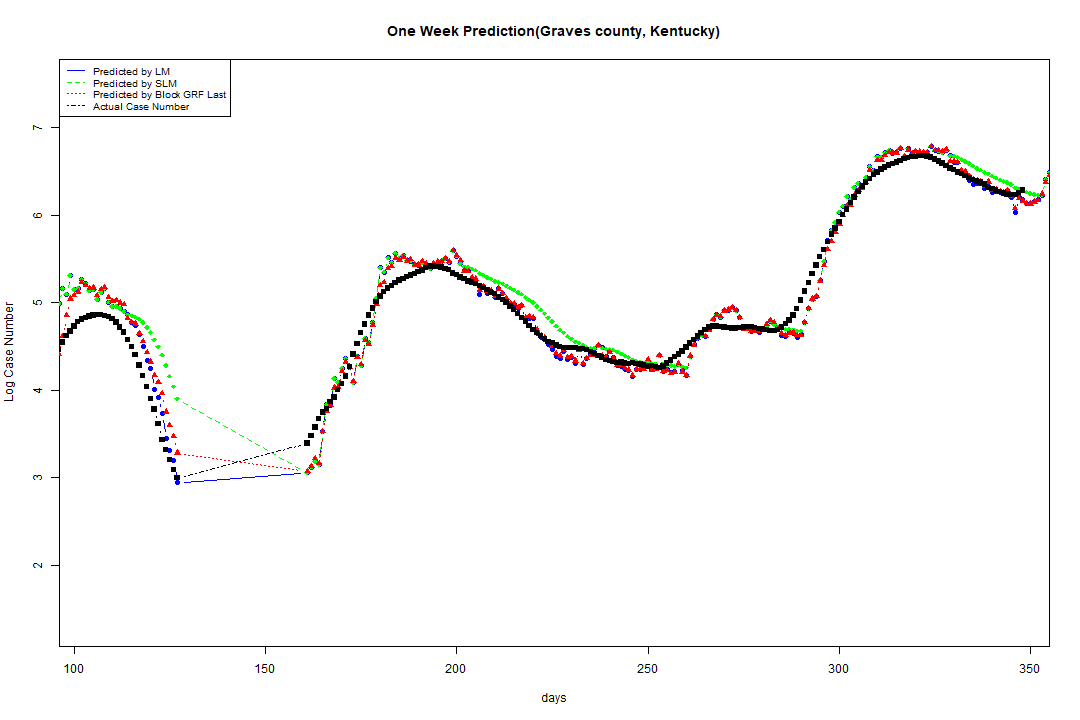 One Week Prediction(Graves county, Kentucky)
Predicted by LM
Predicted by SLM
Predicted by Block GRF Last
Actual Case Number
7
6
5
4
3
2
Log Case Number
100 150 200 250 300 350
days